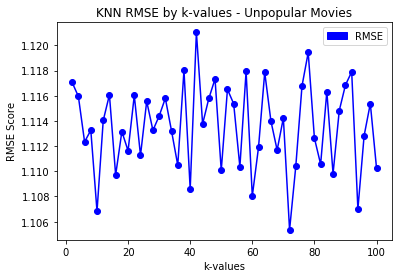 KNN RMSE by k-values - Unpopular Movies
RMSE
1.120
1.118
1.116
1.114
1.112
1.110
1.108
1.106
RMSE Score
0 20 40 60 80 100
k-values